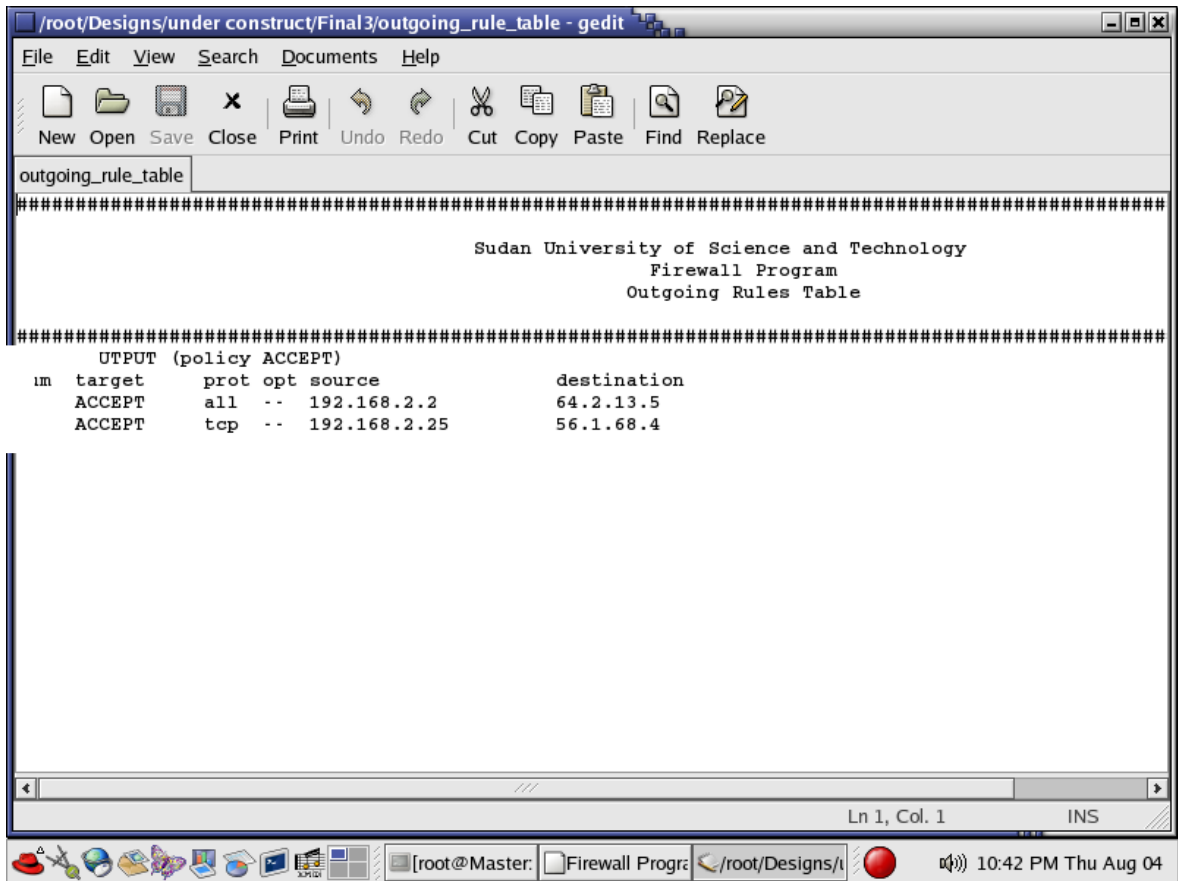 /root/Designs/under construct/Final3/outgoing_rule_table - gedit
File Edit View Search Documents Help
New Open Save Close Print Undo Redo Cut Copy Paste Find Replace
outgoing_rule_table
##################################################################################################
Sudan University of Science and Technology
Firewall Program
Outgoing Rules Table
##################################################################################################
UTPUT (policy ACCEPT)
target prot opt source destination
ACCEPT all -- 192.168.2.2 64.2.13.5
ACCEPT tcp -- 192.168.2.25 56.1.68.4
Ln 1, Col. 1 INS
[root@Master: Firewall Progra /root/Designs/u 10:42 PM Thu Aug 04